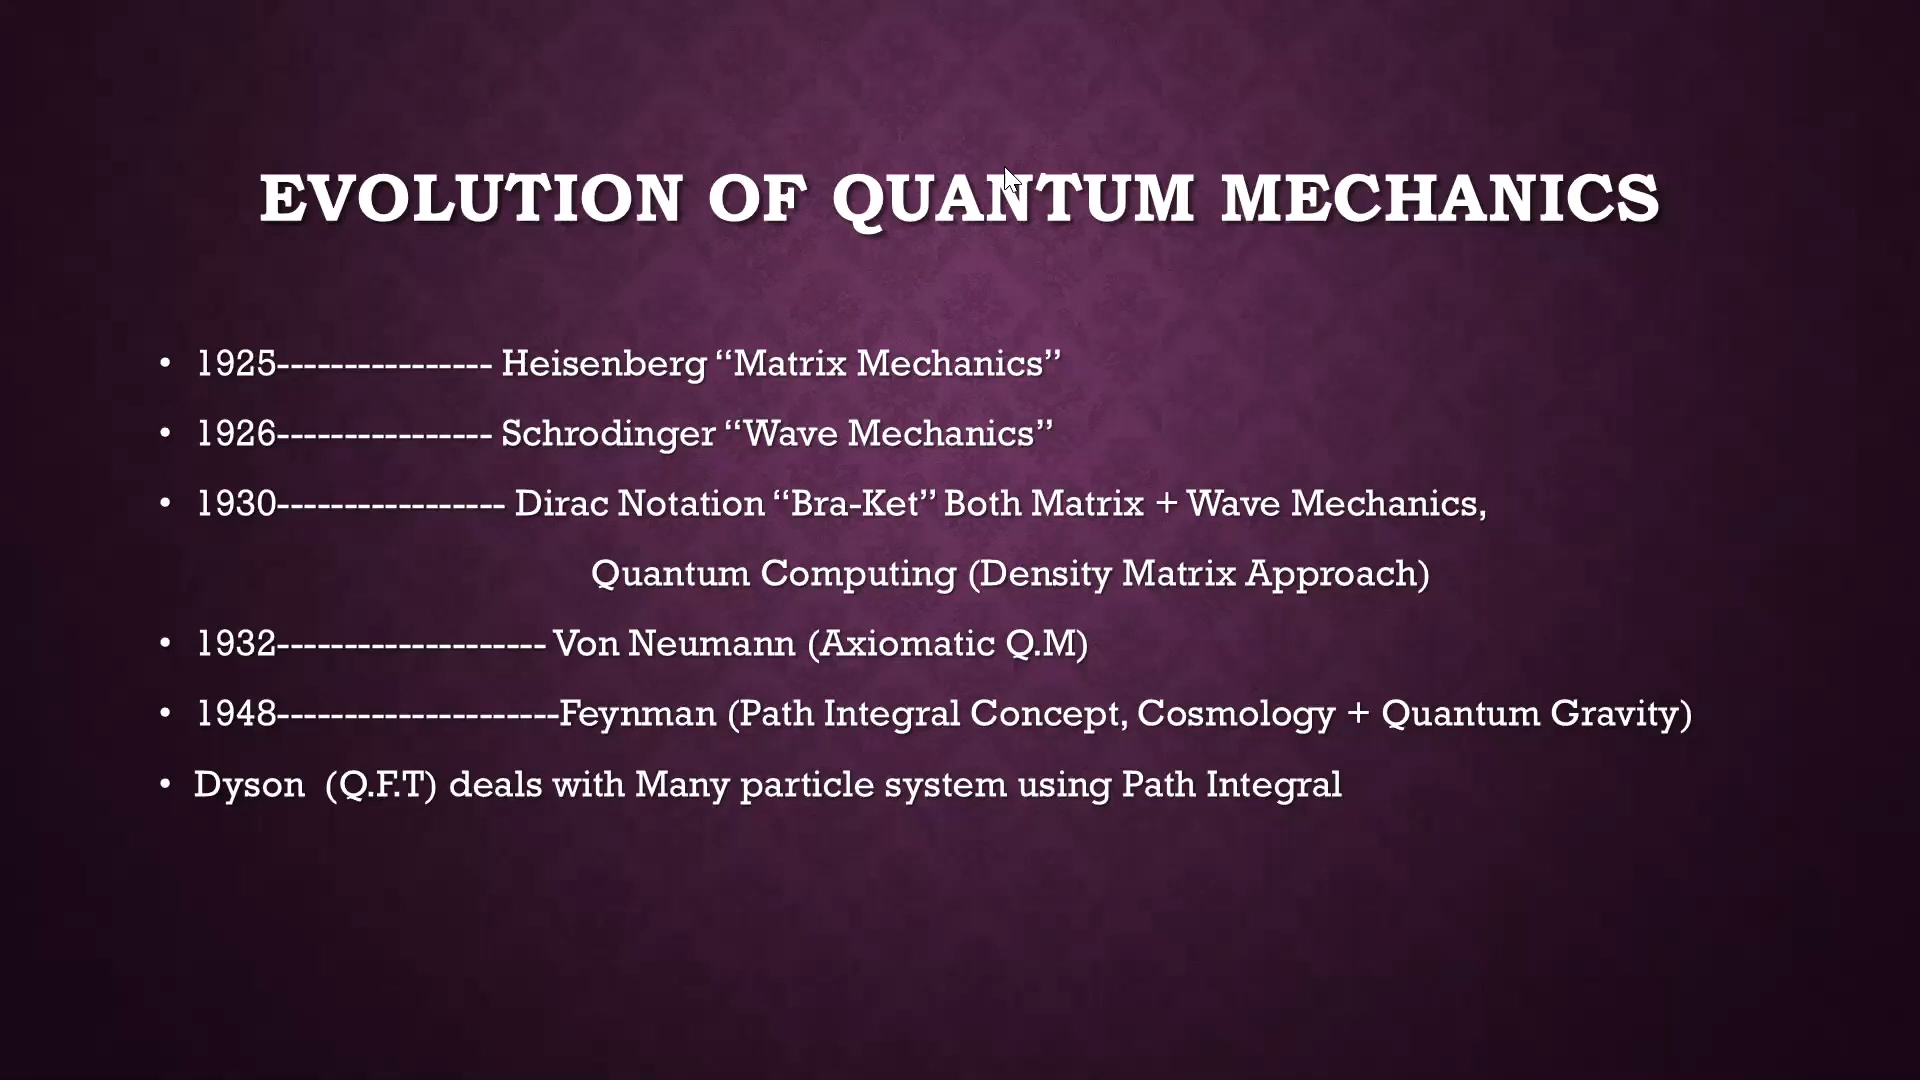 EVOLUTION OF QUANTUM MECHANICS
• 1925---------------- Heisenberg “Matrix Mechanics”
• 1926---------------- Schrodinger “Wave Mechanics”
• 1930----------------- Dirac Notation “Bra-Ket” Both Matrix + Wave Mechanics,
Quantum Computing (Density Matrix Approach)
• 1932-------------------- Von Neumann (Axiomatic Q.M)
• 1948---------------------Feynman (Path Integral Concept, Cosmology + Quantum Gravity)
• Dyson (Q.F.T) deals with Many particle system using Path Integral